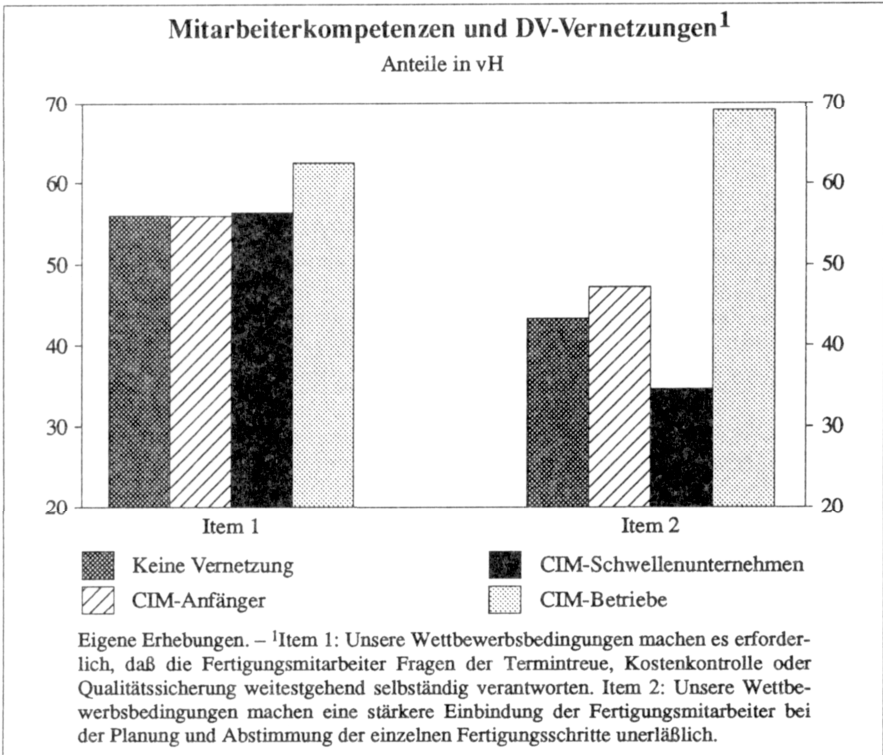 Mitarbeiterkompetenzen und DV-Vernetzungen1
Anteile in vH
70 70
60 60
50 50
40 40
30 30
20 20
Item 1 Item 2
Keine Vernetzung CIM-Schwellenunternehmen
CIM-Anfänger CIM-Betriebe
Eigene Erhebungen. – 1Item 1: Unsere Wettbewerbsbedingungen machen es erforder-
lich, daß die Fertigungsmitarbeiter Fragen der Termintreue, Kostenkontrolle oder
Qualitätssicherung weitestgehend selbständig verantworten. Item 2: Unsere Wettbe-
werbsbedingungen machen eine stärkere Einbindung der Fertigungsmitarbeiter bei
der Planung und Abstimmung der einzelnen Fertigungsschritte unerläßlich.